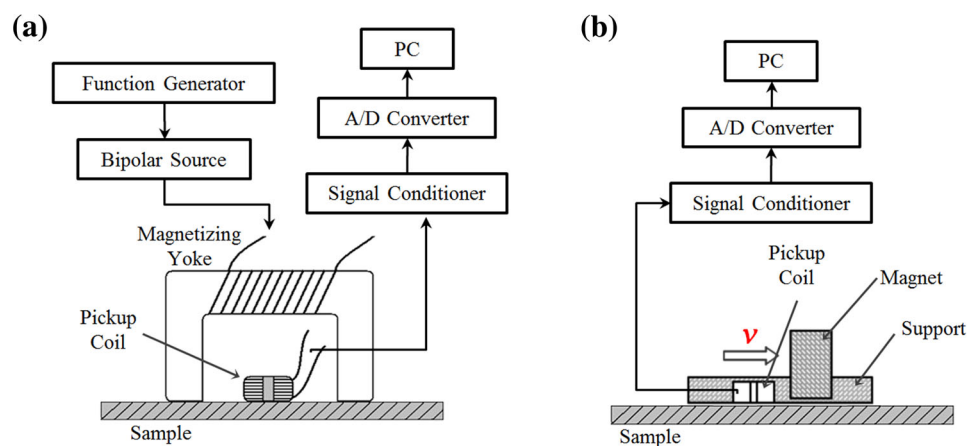 (a)
PC
Function Generator
A/D Converter
Bipolar Source
Signal Conditioner
Magnetizing
Yoke
Pickup
Coil
Sample
(b)
PC
A/D Converter
Signal Conditioner
Pickup
Coil
Magnet
v
Support
Sample